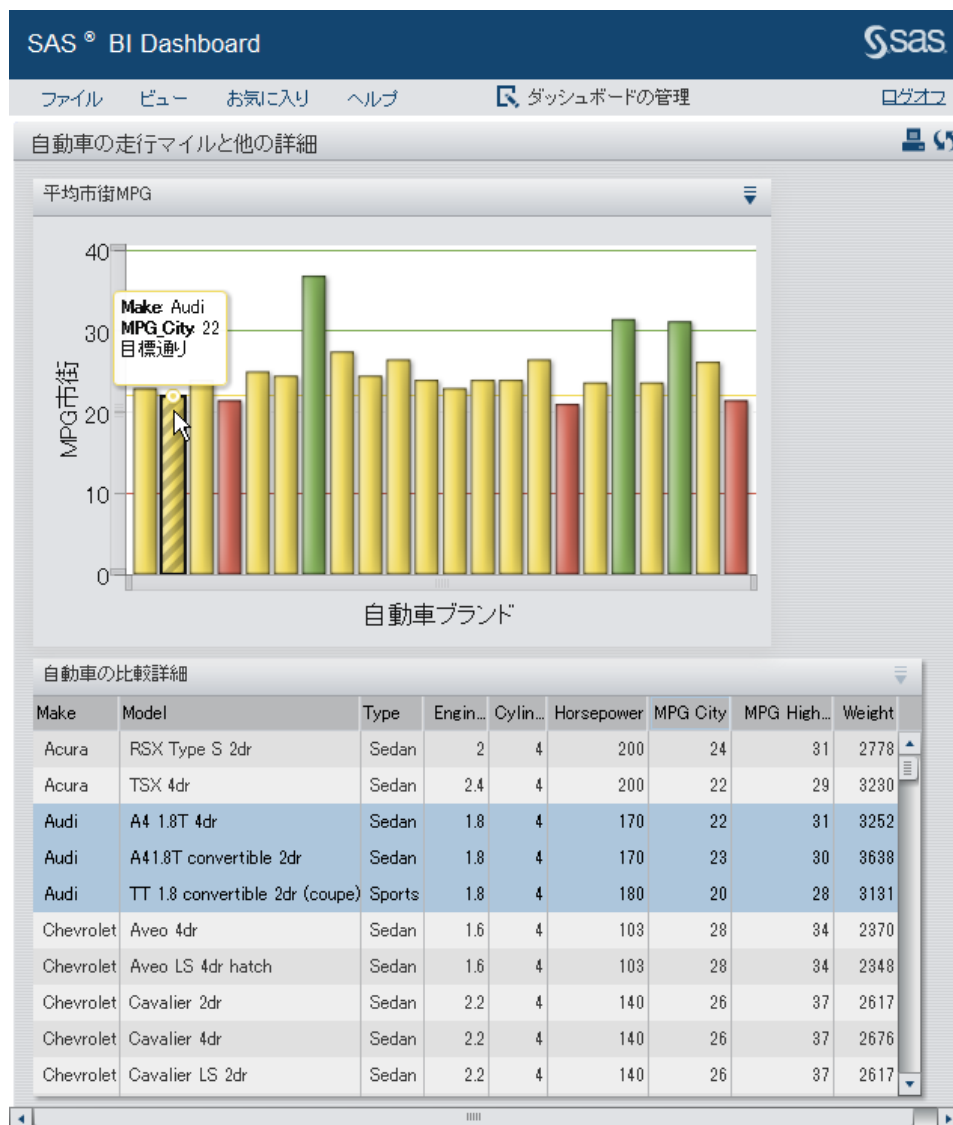 SAS ® BI Dashboard
sas
ファイル ビュー お気に入り ヘルプ ダッシュボードの管理 ログオフ
自動車の走行マイルと他の詳細
平均市街MPG
40
30
20
10
0
MPG市街
Make: Audi
MPG_City: 22
目標通り
自動車ブランド
自動車の比較詳細
Make Model Type Engin... Cylin... Horsepower MPG City MPG High... Weight
Acura RSX Type S 2dr Sedan 2 4 200 24 31 2778
Acura TSX 4dr Sedan 2.4 4 200 22 29 3230
Audi A4 1.8T 4dr Sedan 1.8 4 170 22 31 3252
Audi A41.8T convertible 2dr Sedan 1.8 4 170 23 30 3638
Audi TT 1.8 convertible 2dr (coupe) Sports 1.8 4 180 20 28 3131
Chevrolet Aveo 4dr Sedan 1.6 4 103 28 34 2370
Chevrolet Aveo LS 4dr hatch Sedan 1.6 4 103 28 34 2348
Chevrolet Cavalier 2dr Sedan 2.2 4 140 26 37 2617
Chevrolet Cavalier 4dr Sedan 2.2 4 140 26 37 2676
Chevrolet Cavalier LS 2dr Sedan 2.2 4 140 26 37 2617